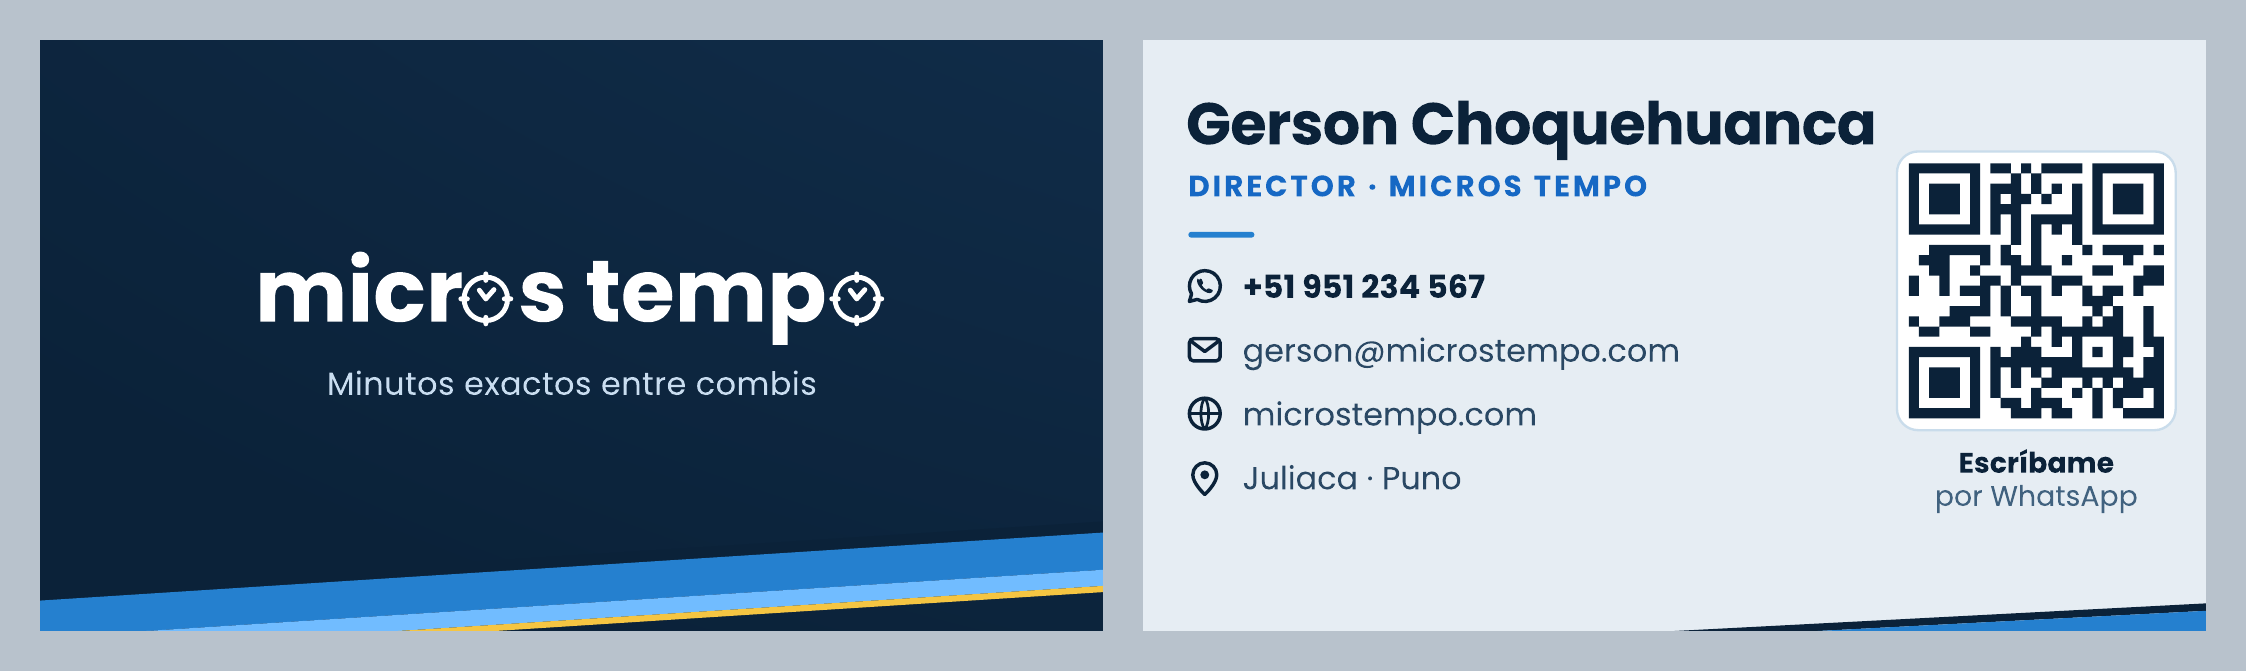 micros tempo
Minutos exactos entre combis
Gerson Choquehuanca
DIRECTOR · MICROS TEMPO
+51 951 234 567
gerson@microstempo.com
microstempo.com
Juliaca · Puno
Escríbame
por WhatsApp